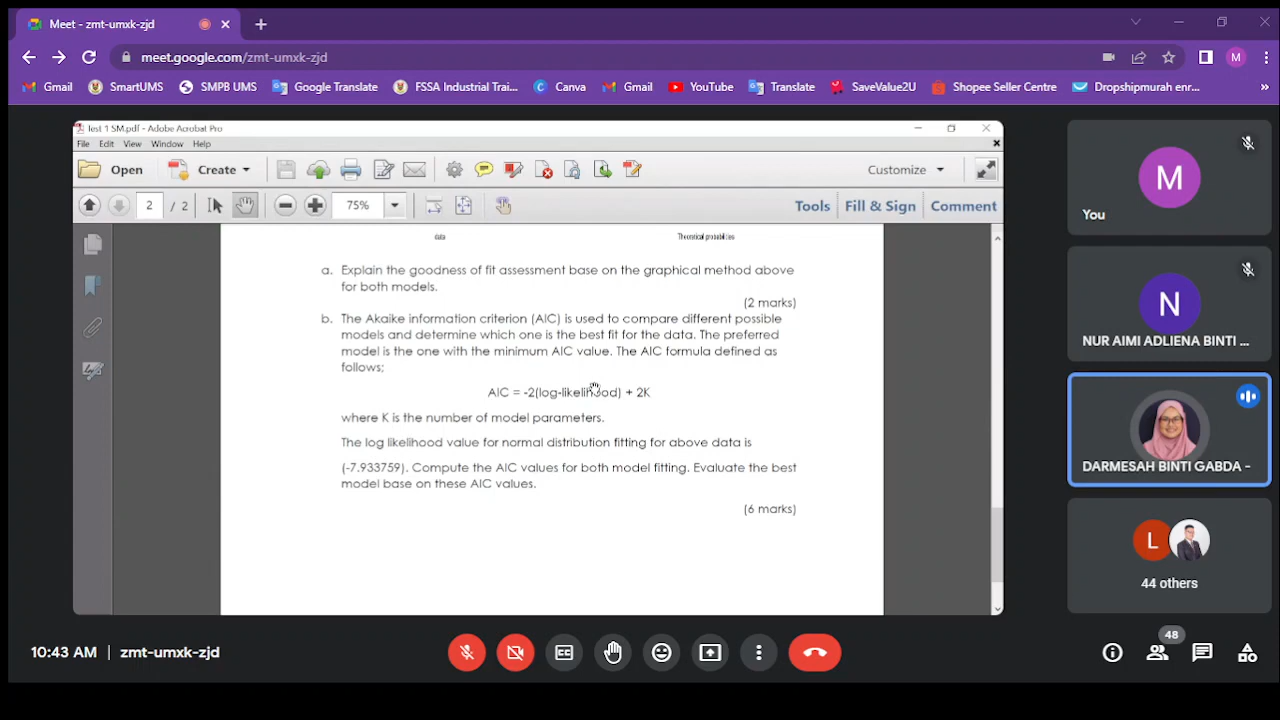 Meet - zmt-umxk-zjd
meet.google.com/zmt-umxk-zjd
M
Gmail
SmartUMS
SMPB UMS
Google Translate
FSSA Industrial Trai...
Canva
Gmail
YouTube
Translate
SaveValue2U
Shopee Seller Centre
Dropshipmurah enr...
»
Test 1 SM.pdf - Adobe Acrobat Pro
File Edit View Window Help
Open
Create
Customize
2 / 2
75%
Tools
Fill & Sign
Comment
data
Theoretical probabilities
a. Explain the goodness of fit assessment base on the graphical method above
for both models.
(2 marks)
b. The Akaike information criterion (AIC) is used to compare different possible
models and determine which one is the best fit for the data. The preferred
model is the one with the minimum AIC value. The AIC formula defined as
follows;
AIC = -2(log-likelihood) + 2K
where K is the number of model parameters.
The log likelihood value for normal distribution fitting for above data is
(-7.933759). Compute the AIC values for both model fitting. Evaluate the best
model base on these AIC values.
(6 marks)
M
You
N
NUR AIMI ADLIENA BINTI ...
DARMESAH BINTI GABDA -
L
44 others
10:43 AM
zmt-umxk-zjd
CC
48